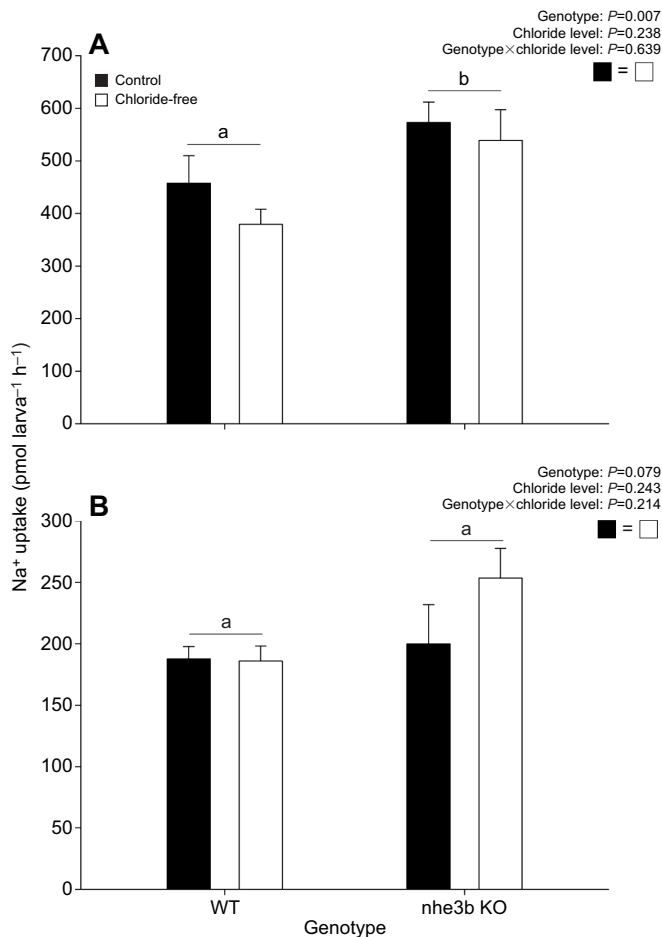 Genotype: P=0.007
Chloride level: P=0.238
Genotype×chloride level: P=0.639
=
A
Control
Chloride-free
a
b
700
600
500
400
300
200
100
0
Na⁺ uptake (pmol larva⁻¹ h⁻¹)
Genotype: P=0.079
Chloride level: P=0.243
Genotype×chloride level: P=0.214
=
B
a
a
300
250
200
150
100
50
0
WT
nhe3b KO
Genotype